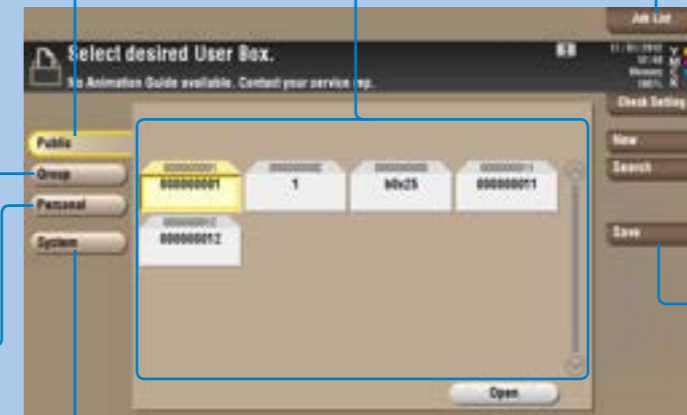 Job List
Select desired User Box.
No Animation Guide available. Contact your service rep.
Check Setting
Public
Group
Personal
System
000000001
1
box25
000000011
000000012
New
Search
Save
Open